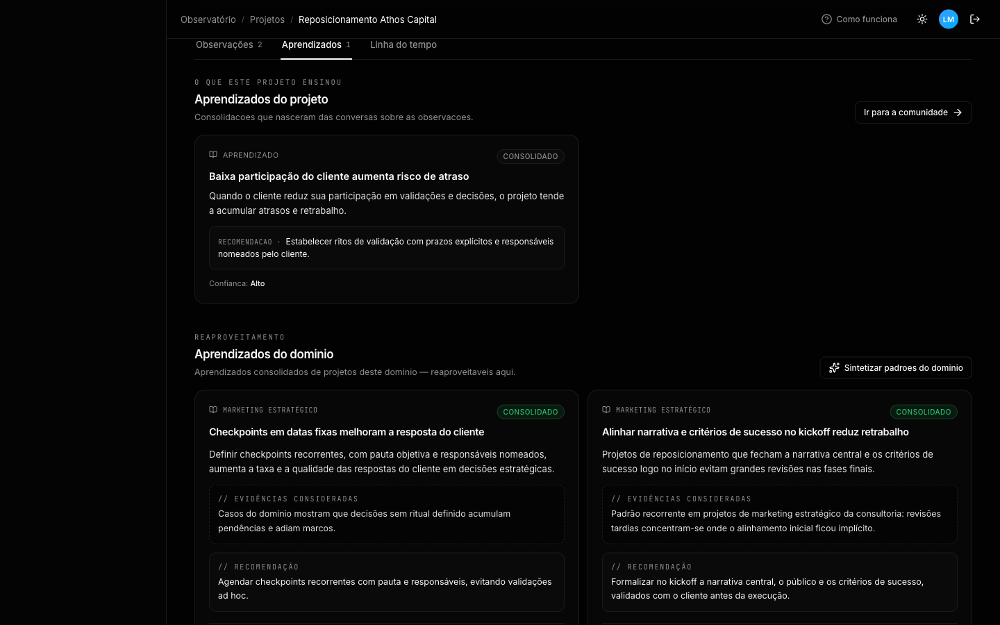 Observatório / Projetos / Reposicionamento Athos Capital
Como funciona
LM
Observações 2
Aprendizados 1
Linha do tempo
O QUE ESTE PROJETO ENSINOU
Aprendizados do projeto
Consolidacoes que nasceram das conversas sobre as observacoes.
Ir para a comunidade
APRENDIZADO
CONSOLIDADO
Baixa participação do cliente aumenta risco de atraso
Quando o cliente reduz sua participação em validações e decisões, o projeto tende
a acumular atrasos e retrabalho.
RECOMENDACAO · Estabelecer ritos de validação com prazos explícitos e responsáveis
nomeados pelo cliente.
Confianca: Alto
REAPROVEITAMENTO
Aprendizados do dominio
Aprendizados consolidados de projetos deste dominio — reaproveitaveis aqui.
Sintetizar padroes do dominio
MARKETING ESTRATÉGICO
CONSOLIDADO
Checkpoints em datas fixas melhoram a resposta do cliente
Definir checkpoints recorrentes, com pauta objetiva e responsáveis nomeados,
aumenta a taxa e a qualidade das respostas do cliente em decisões estratégicas.
// EVIDÊNCIAS CONSIDERADAS
Casos do domínio mostram que decisões sem ritual definido acumulam
pendências e adiam marcos.
// RECOMENDAÇÃO
Agendar checkpoints recorrentes com pauta e responsáveis, evitando validações
ad hoc.
MARKETING ESTRATÉGICO
CONSOLIDADO
Alinhar narrativa e critérios de sucesso no kickoff reduz retrabalho
Projetos de reposicionamento que fecham a narrativa central e os critérios de
sucesso logo no início evitam grandes revisões nas fases finais.
// EVIDÊNCIAS CONSIDERADAS
Padrão recorrente em projetos de marketing estratégico da consultoria: revisões
tardias concentram-se onde o alinhamento inicial ficou implícito.
// RECOMENDAÇÃO
Formalizar no kickoff a narrativa central, o público e os critérios de sucesso,
validados com o cliente antes da execução.